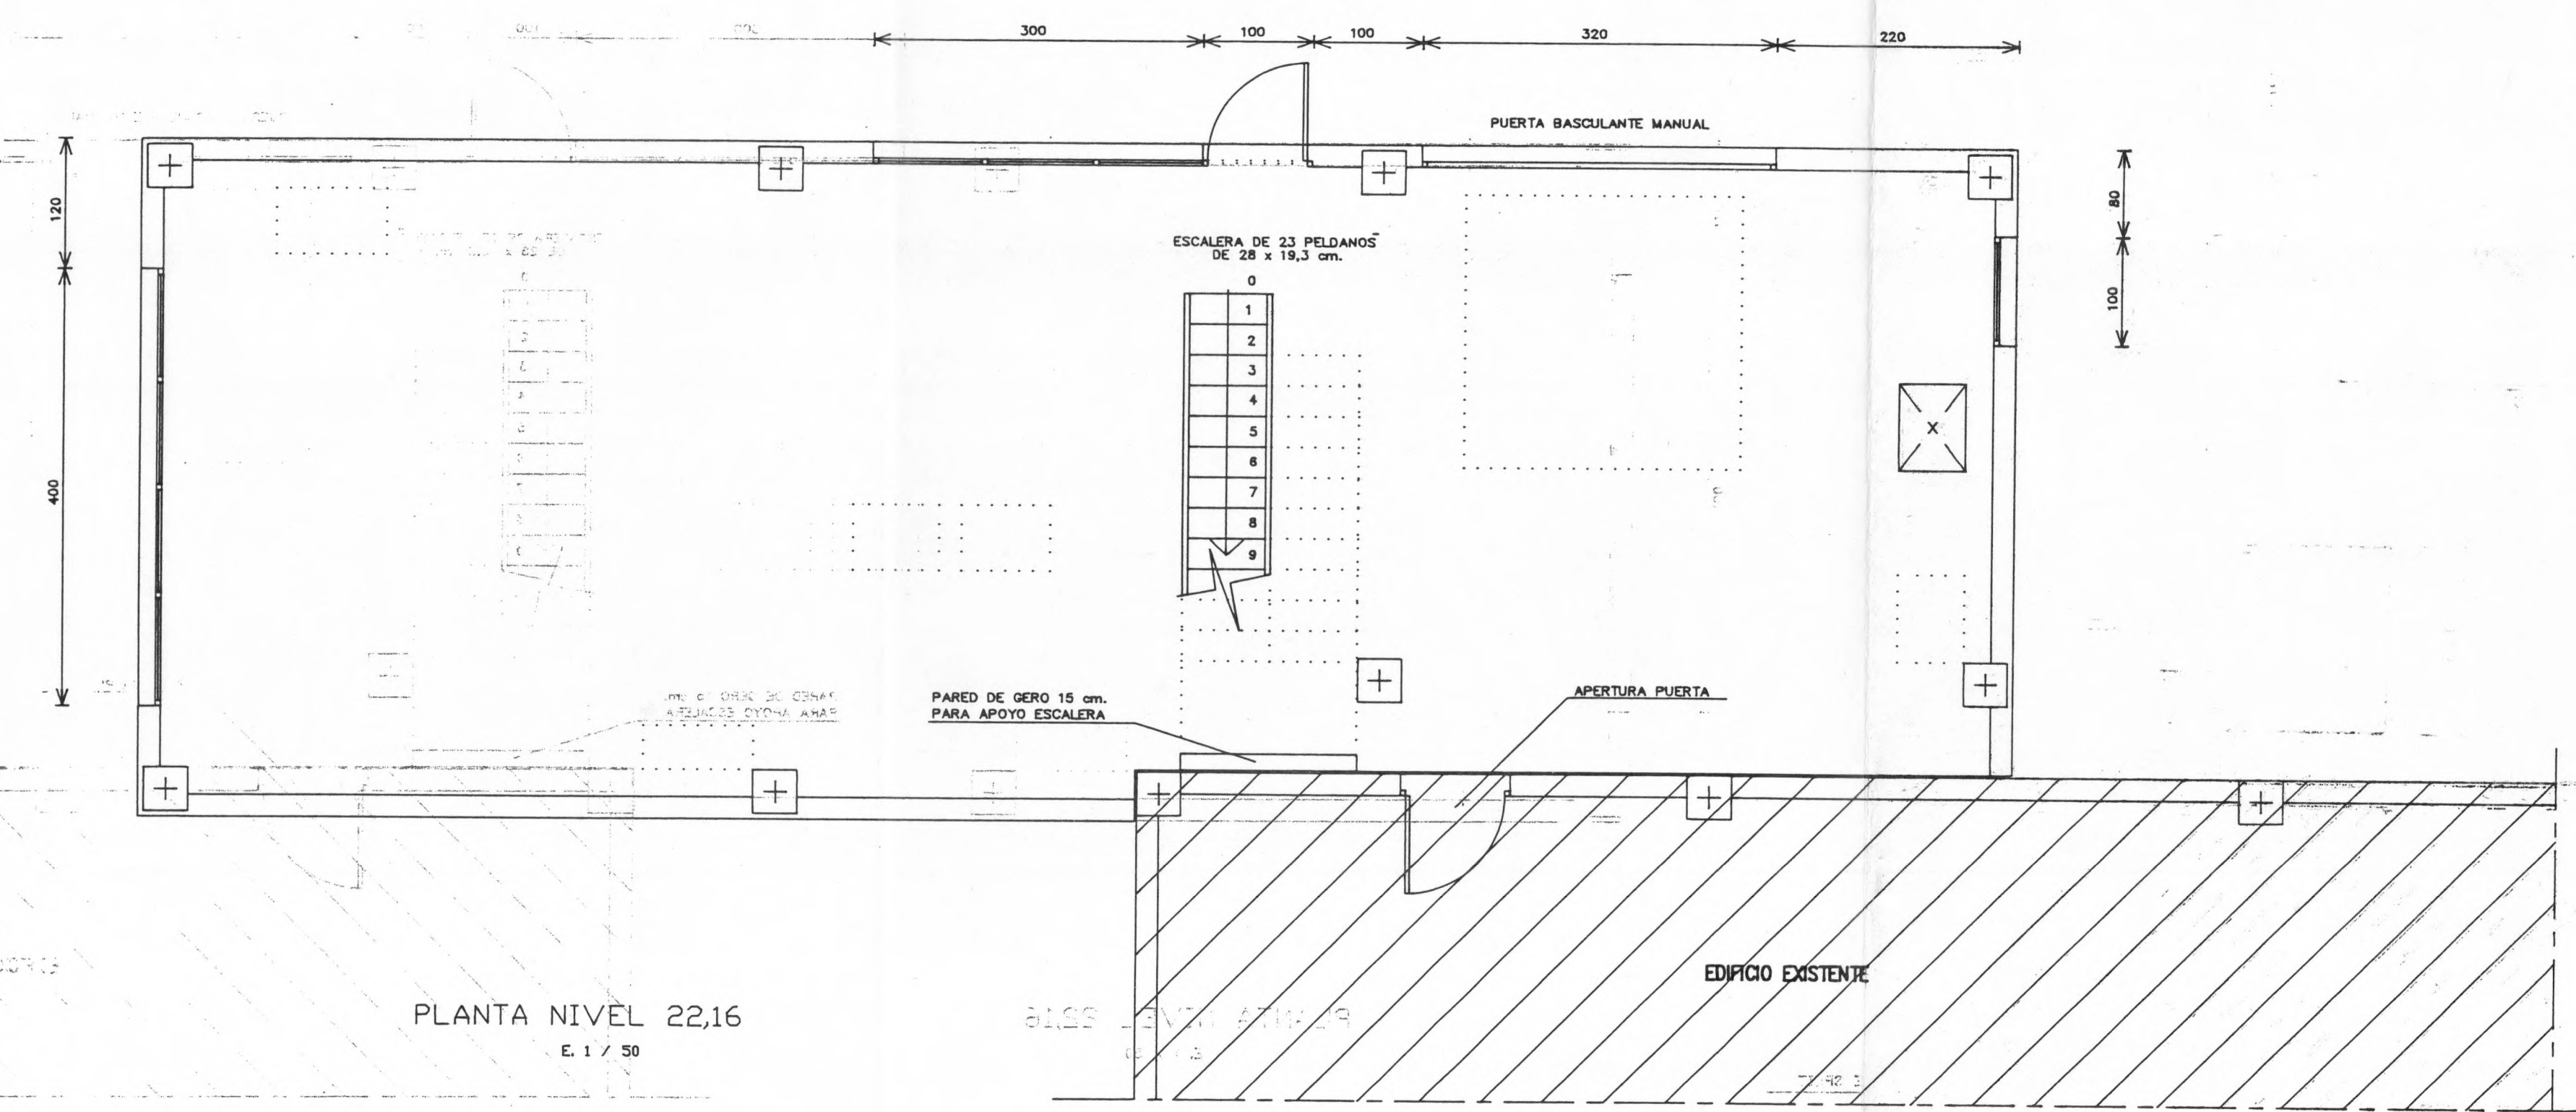 300
100
100
320
220
PUERTA BASCULANTE MANUAL
120
80
ESCALERA DE 23 PELDANOS
DE 28 x 19,3 cm.
0
1
2
3
4
5
6
7
8
9
100
400
X
PARED DE GERO 15 cm.
PARA APOYO ESCALERA
APERTURA PUERTA
EDIFICIO EXISTENTE
PLANTA NIVEL 22,16
E. 1 / 50